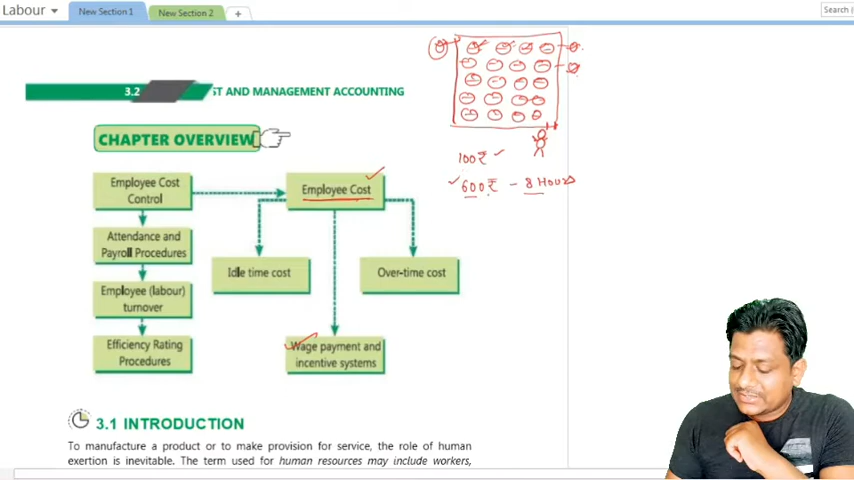 Labour
New Section 1
New Section 2
+
Search (
3.2
ST AND MANAGEMENT ACCOUNTING
CHAPTER OVERVIEW
100₹
600₹ - 8 Hours
Employee Cost
Control
Employee Cost
Attendance and
Payroll Procedures
Idle time cost
Over-time cost
Employee (labour)
turnover
Efficiency Rating
Procedures
Wage payment and
incentive systems
3.1 INTRODUCTION
To manufacture a product or to make provision for service, the role of human
exertion is inevitable. The term used for human resources may include workers,